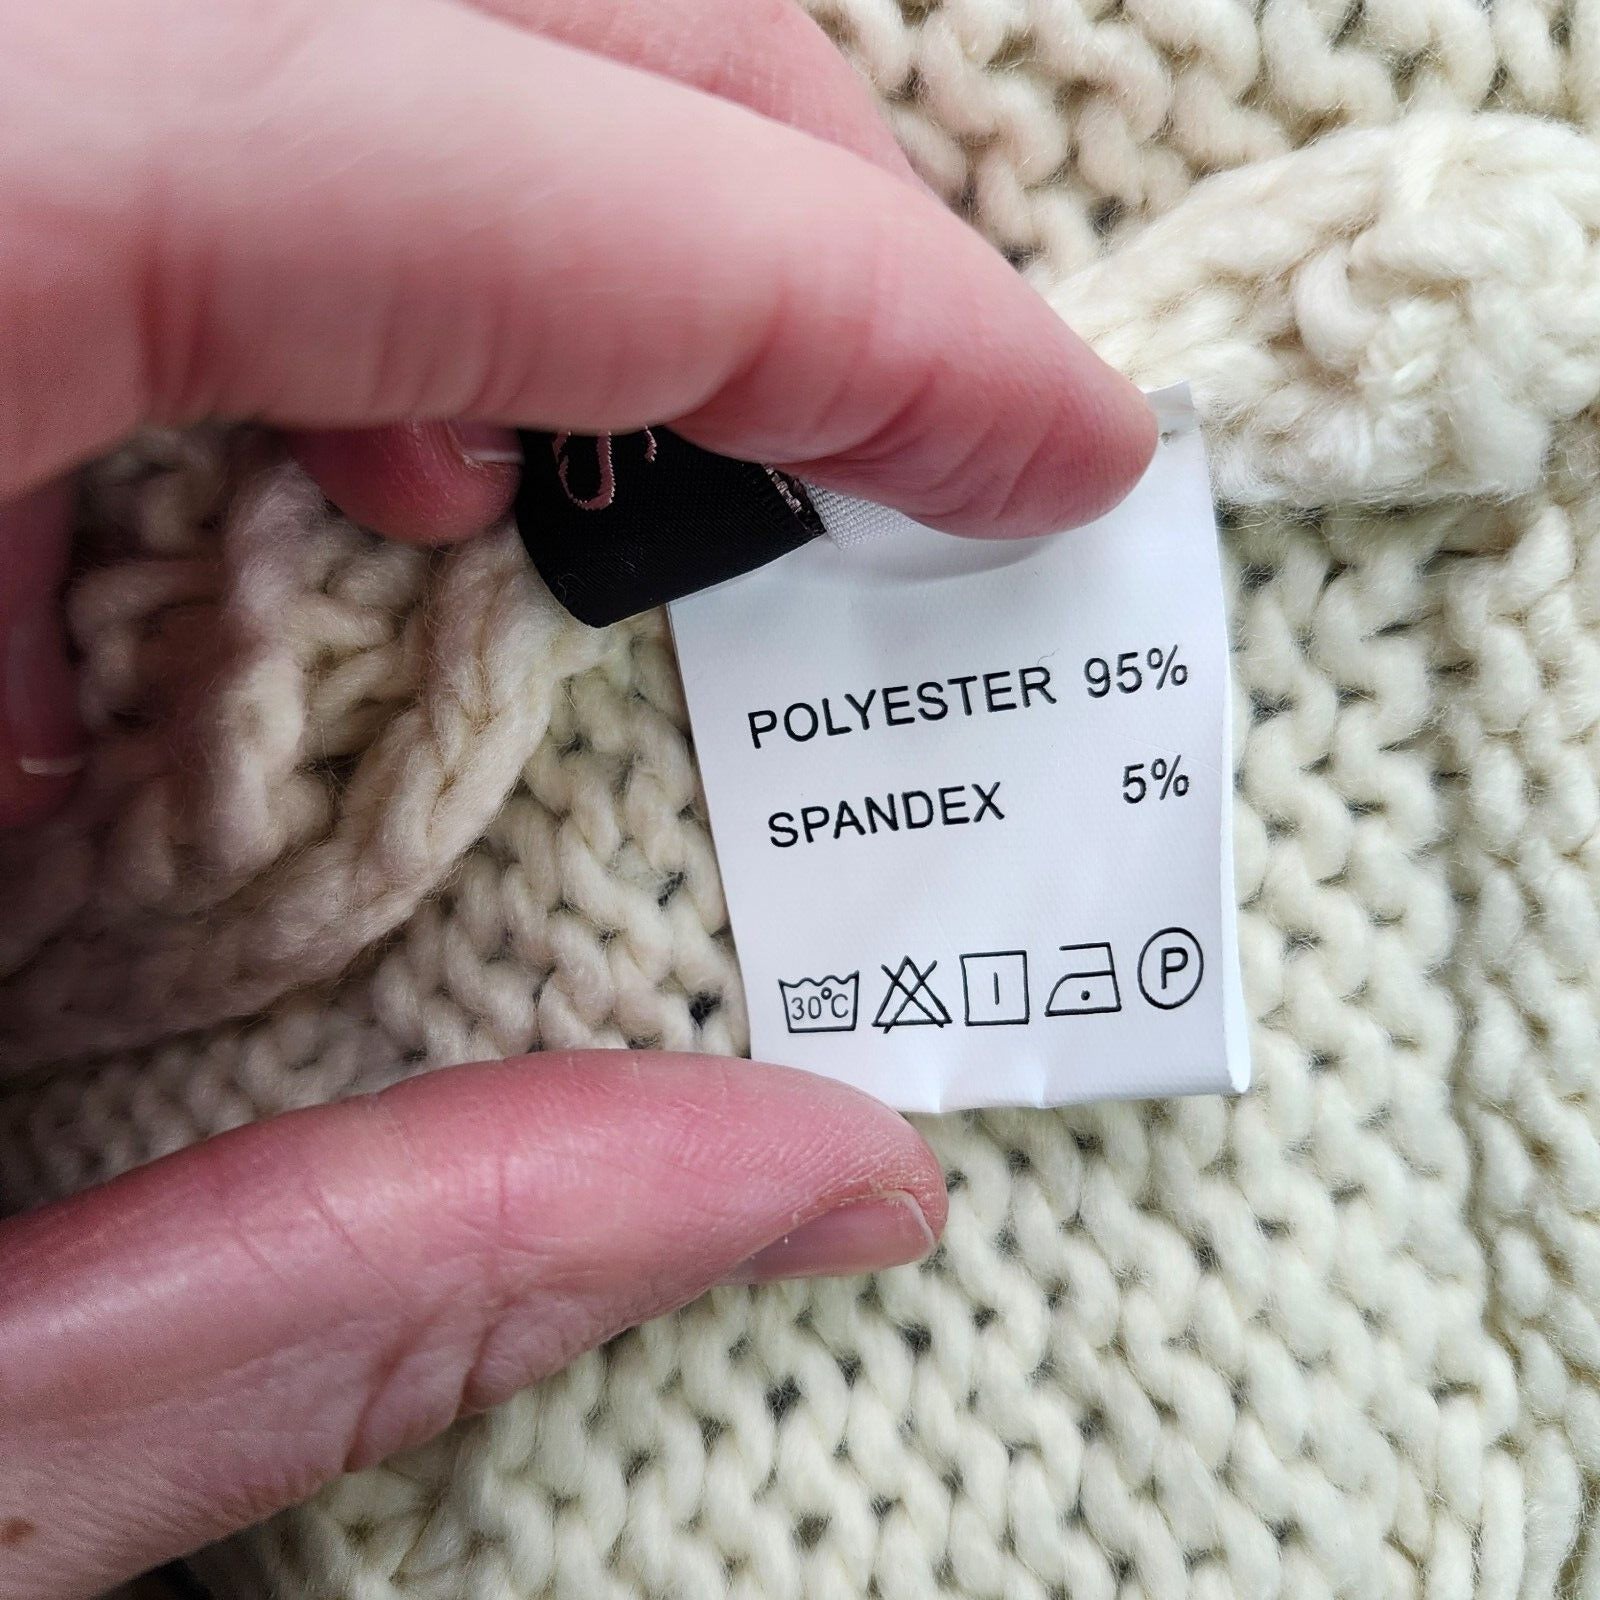 POLYESTER 95%
SPANDEX 5%
30°C P